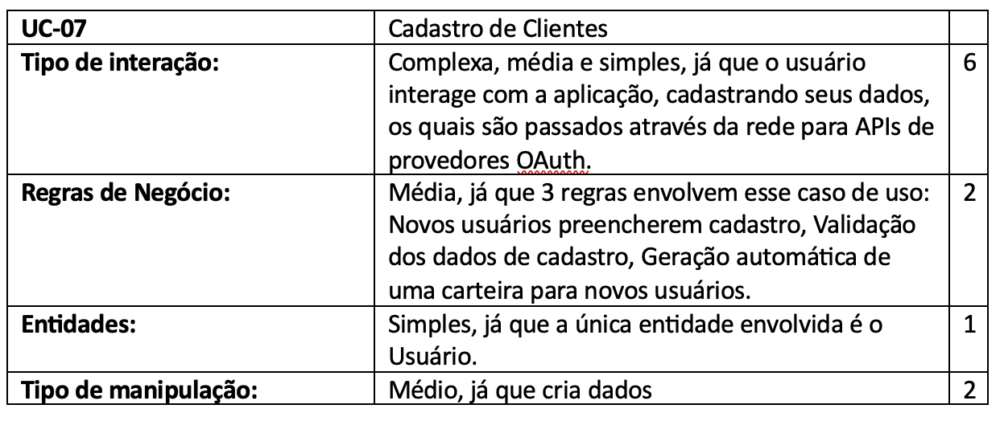 UC-07 Cadastro de Clientes
Tipo de interação: Complexa, média e simples, já que o usuário 6
interage com a aplicação, cadastrando seus dados,
os quais são passados através da rede para APIs de
provedores OAuth.
Regras de Negócio: Média, já que 3 regras envolvem esse caso de uso: 2
Novos usuários preencherem cadastro, Validação
dos dados de cadastro, Geração automática de
uma carteira para novos usuários.
Entidades: Simples, já que a única entidade envolvida é o 1
Usuário.
Tipo de manipulação: Médio, já que cria dados 2